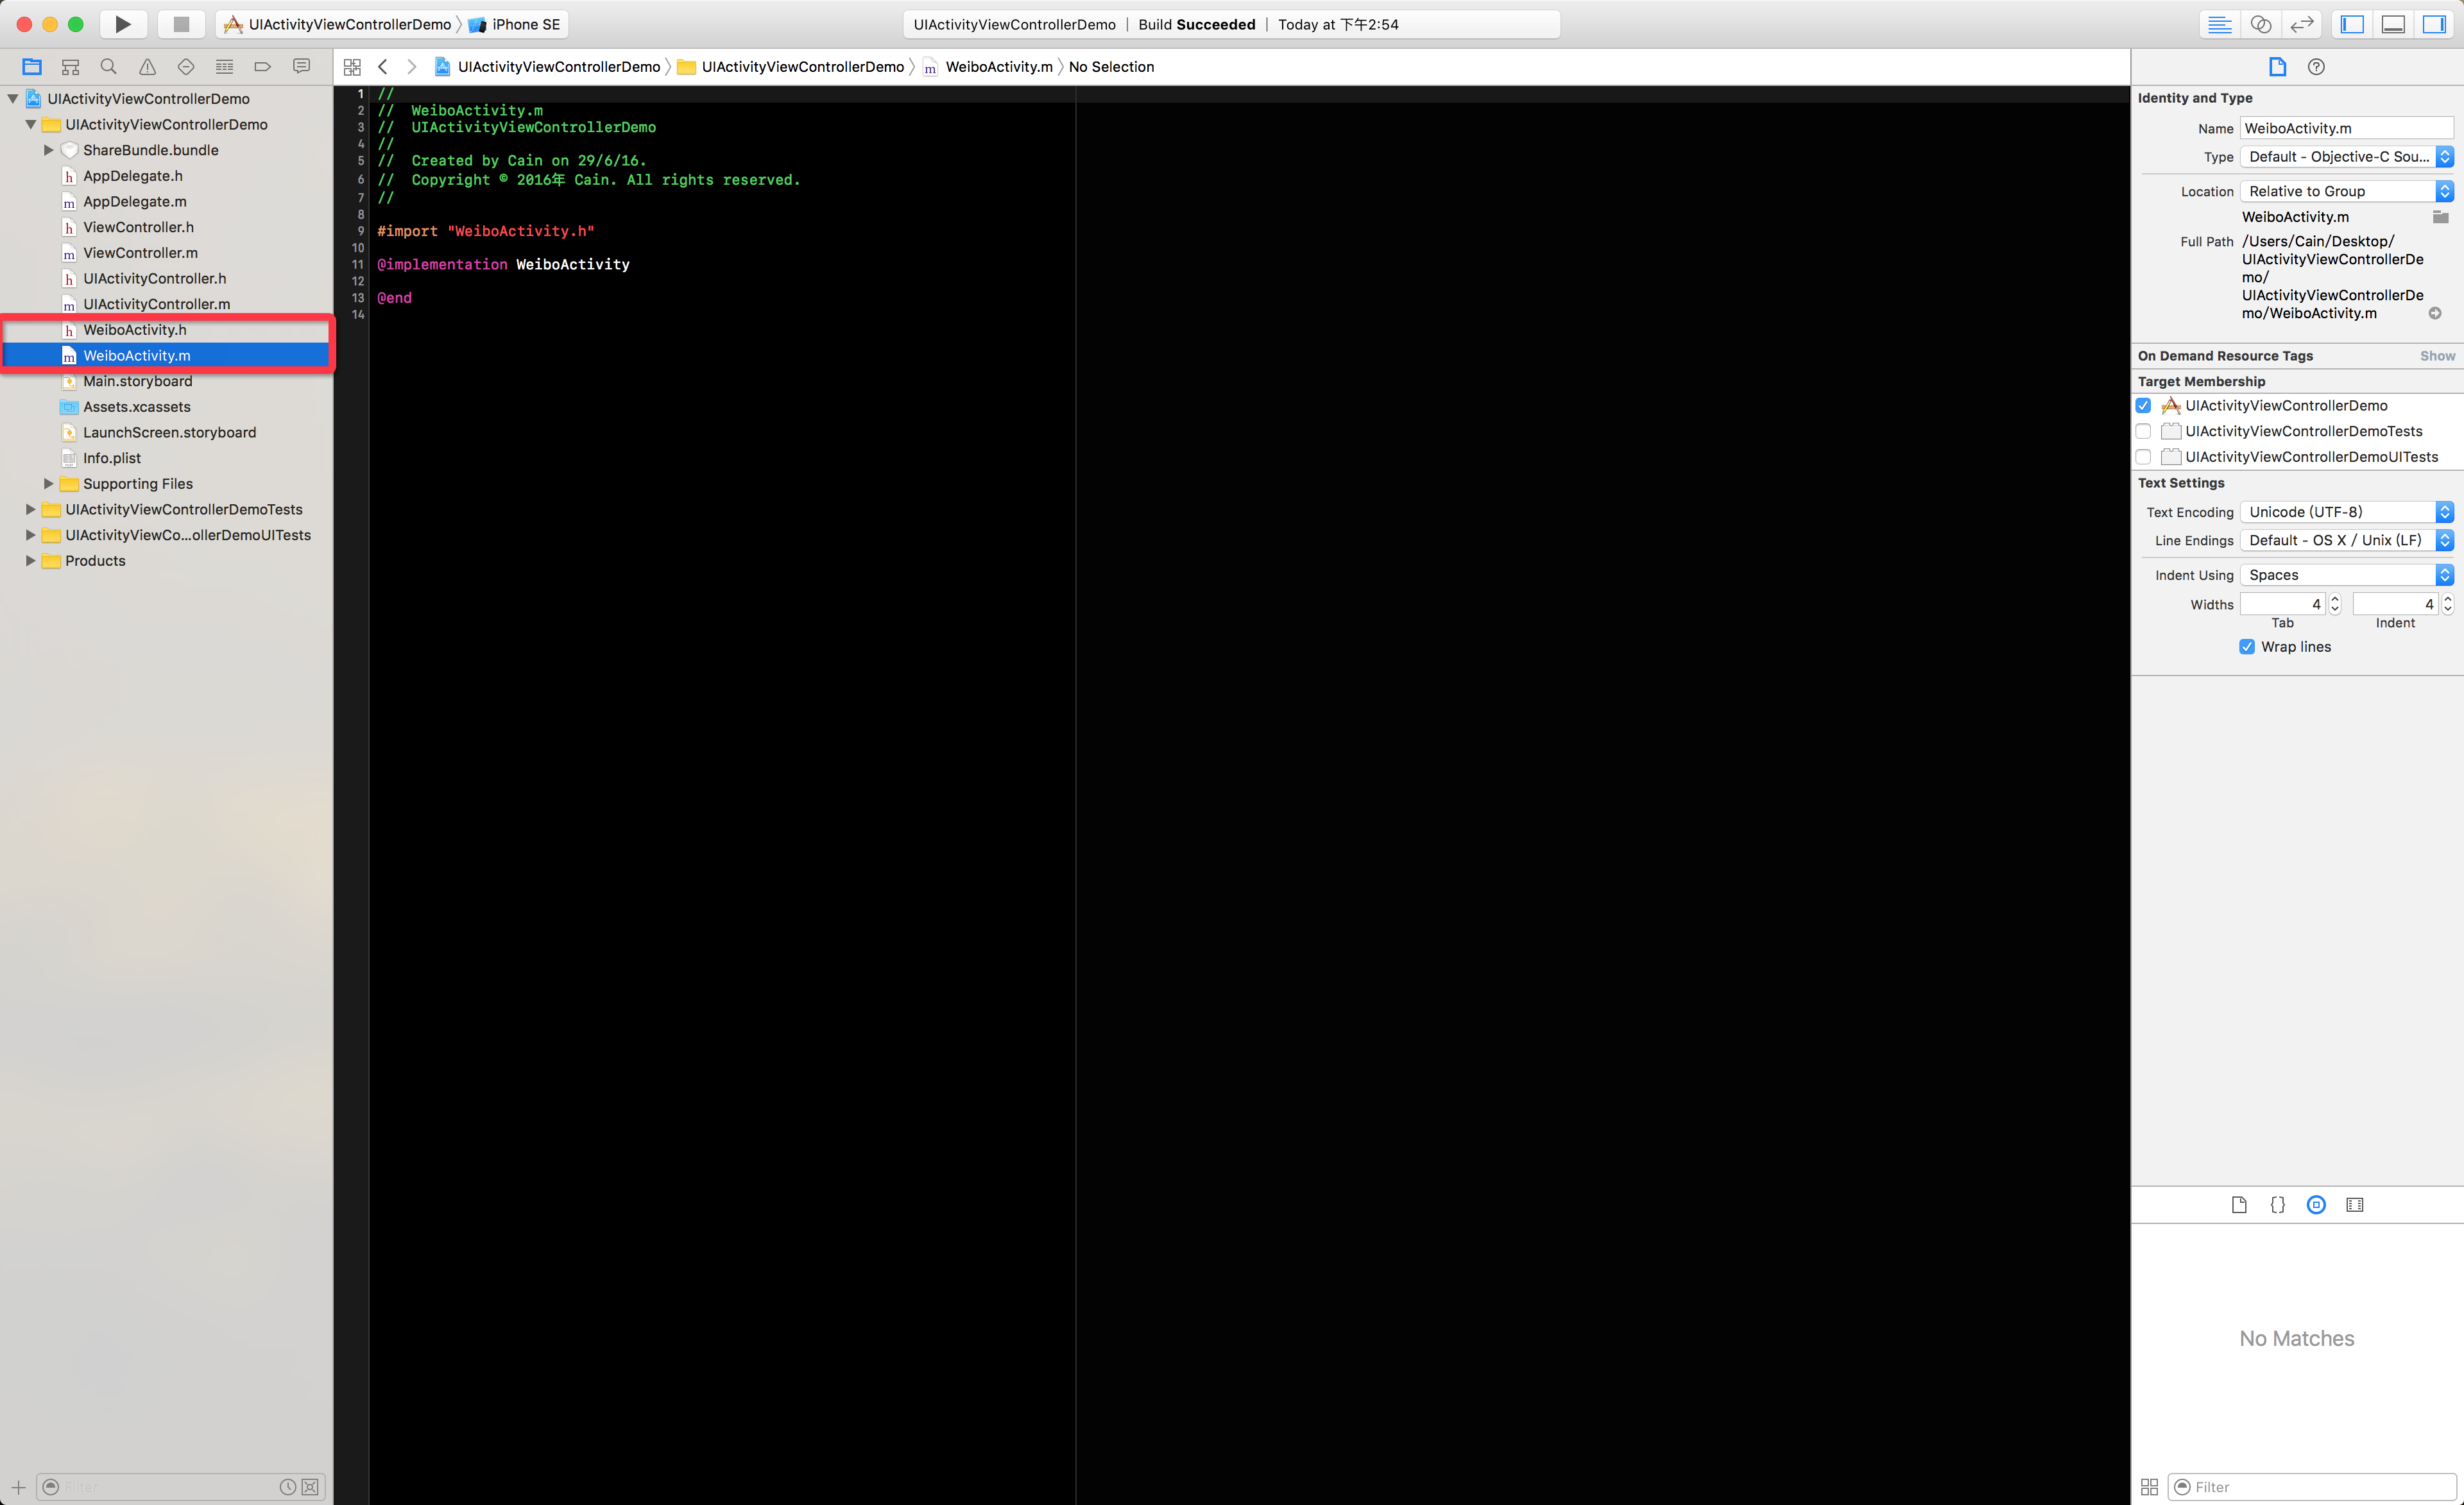 UIActivityViewControllerDemo 〉 iPhone SE
UIActivityViewControllerDemo | Build Succeeded | Today at 下午2:54
UIActivityViewControllerDemo 〉 UIActivityViewControllerDemo 〉 m WeiboActivity.m 〉 No Selection
UIActivityViewControllerDemo
UIActivityViewControllerDemo
ShareBundle.bundle
h AppDelegate.h
m AppDelegate.m
h ViewController.h
m ViewController.m
h UIActivityController.h
m UIActivityController.m
h WeiboActivity.h
m WeiboActivity.m
Main.storyboard
Assets.xcassets
LaunchScreen.storyboard
Info.plist
Supporting Files
UIActivityViewControllerDemoTests
UIActivityViewCo...ollerDemoUITests
Products
Filter
1 //
2 //  WeiboActivity.m
3 //  UIActivityViewControllerDemo
4 //
5 //  Created by Cain on 29/6/16.
6 //  Copyright © 2016年 Cain. All rights reserved.
7 //
8
9 #import "WeiboActivity.h"
10
11 @implementation WeiboActivity
12
13 @end
14
Identity and Type
Name WeiboActivity.m
Type Default - Objective-C Sou...
Location Relative to Group
WeiboActivity.m
Full Path /Users/Cain/Desktop/
UIActivityViewControllerDe
mo/
UIActivityViewControllerDe
mo/WeiboActivity.m
On Demand Resource Tags Show
Target Membership
UIActivityViewControllerDemo
UIActivityViewControllerDemoTests
UIActivityViewControllerDemoUITests
Text Settings
Text Encoding Unicode (UTF-8)
Line Endings Default - OS X / Unix (LF)
Indent Using Spaces
Widths 4 4
Tab Indent
Wrap lines
No Matches
Filter